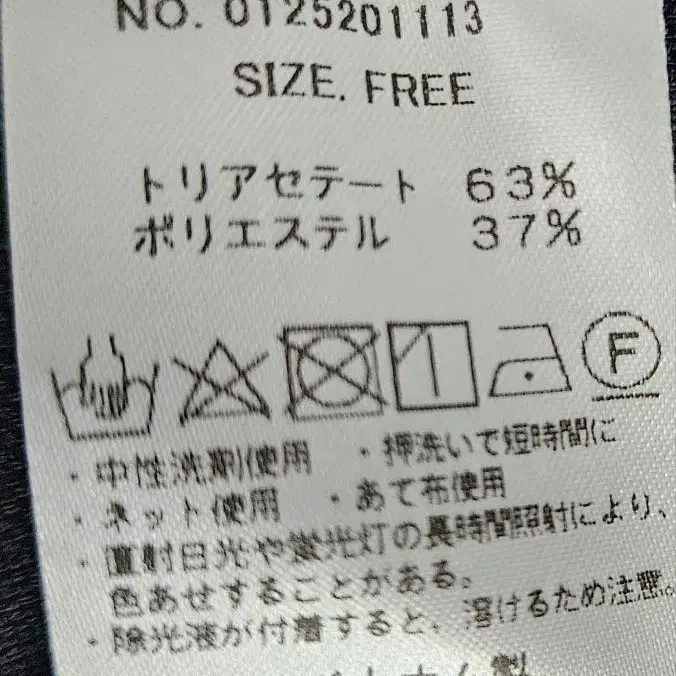 NO. 0125201113
SIZE. FREE
トリアセテート 63%
ポリエステル 37%
F
・中性洗剤使用 ・押洗いで短時間に
・ネット使用 ・あて布使用
・直射日光や蛍光灯の長時間照射により、
色あせすることがある。
・除光液が付着すると、溶けるため注意。
製